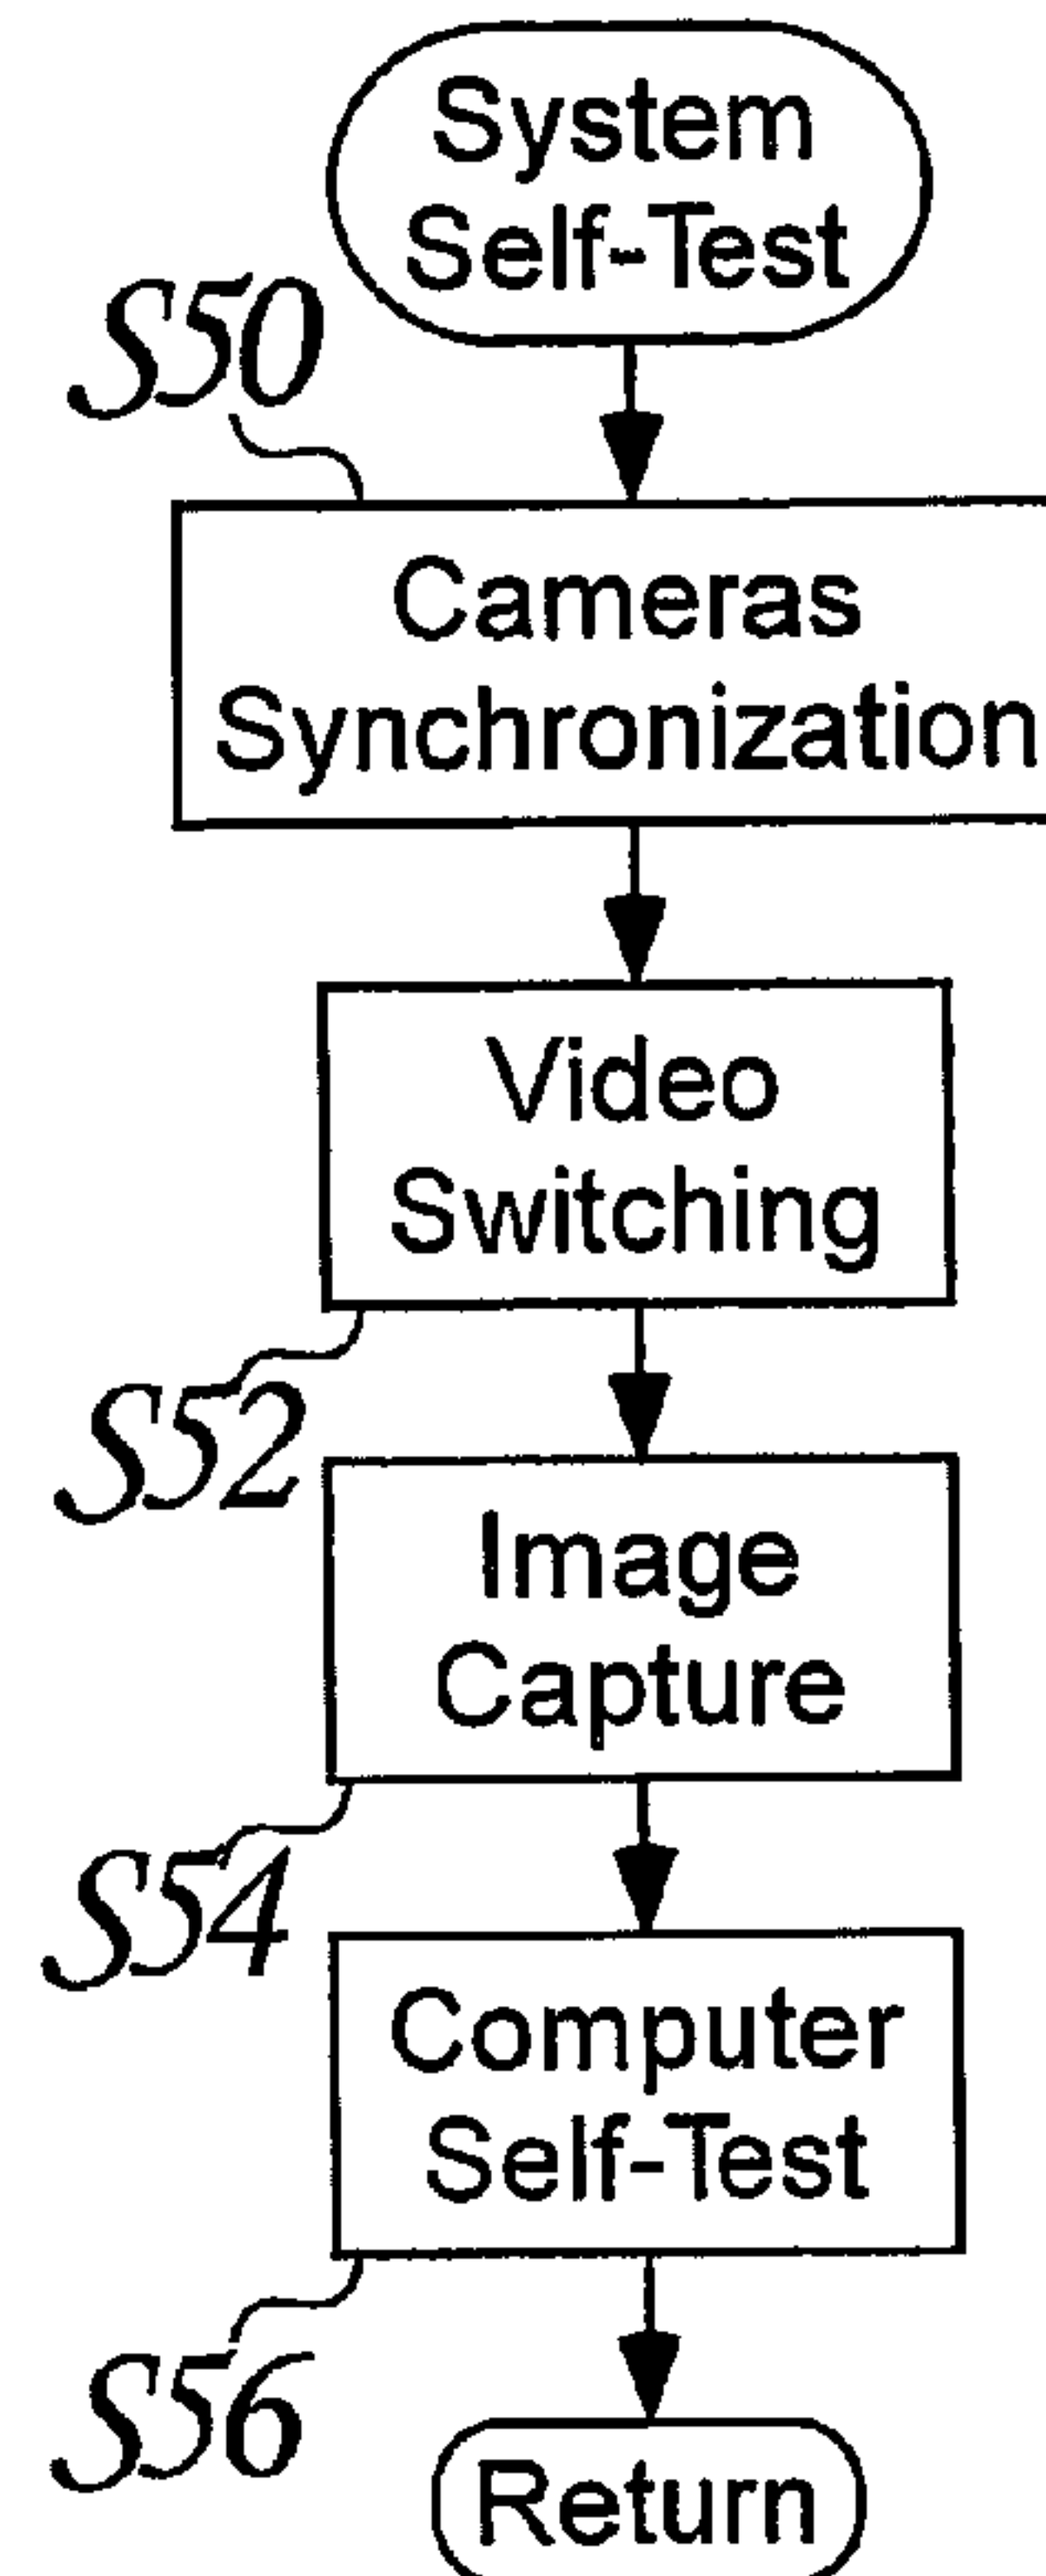 System
Self-Test
S50
Cameras
Synchronization
Video
Switching
S52
Image
Capture
S54
Computer
Self-Test
S56
Return